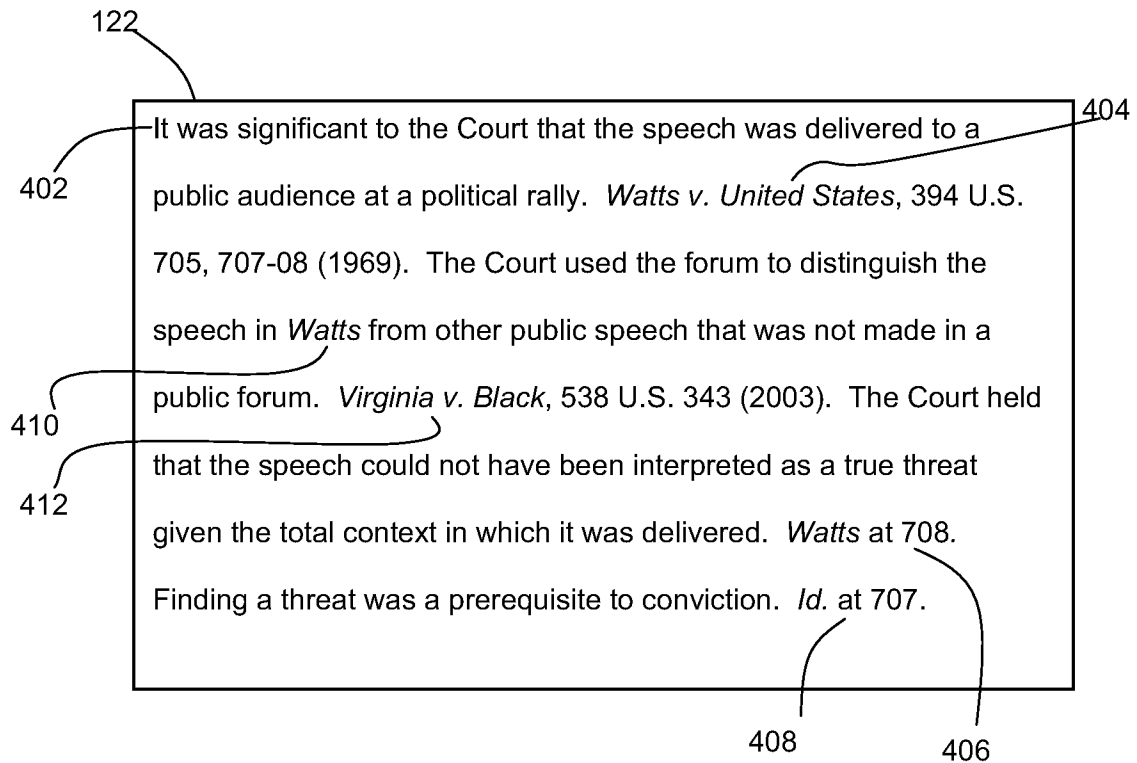 122
It was significant to the Court that the speech was delivered to a
404
402
public audience at a political rally.  Watts v. United States, 394 U.S.
705, 707-08 (1969).  The Court used the forum to distinguish the
speech in Watts from other public speech that was not made in a
410
public forum.  Virginia v. Black, 538 U.S. 343 (2003).  The Court held
412
that the speech could not have been interpreted as a true threat
given the total context in which it was delivered.  Watts at 708.
Finding a threat was a prerequisite to conviction.  Id. at 707.
408
406